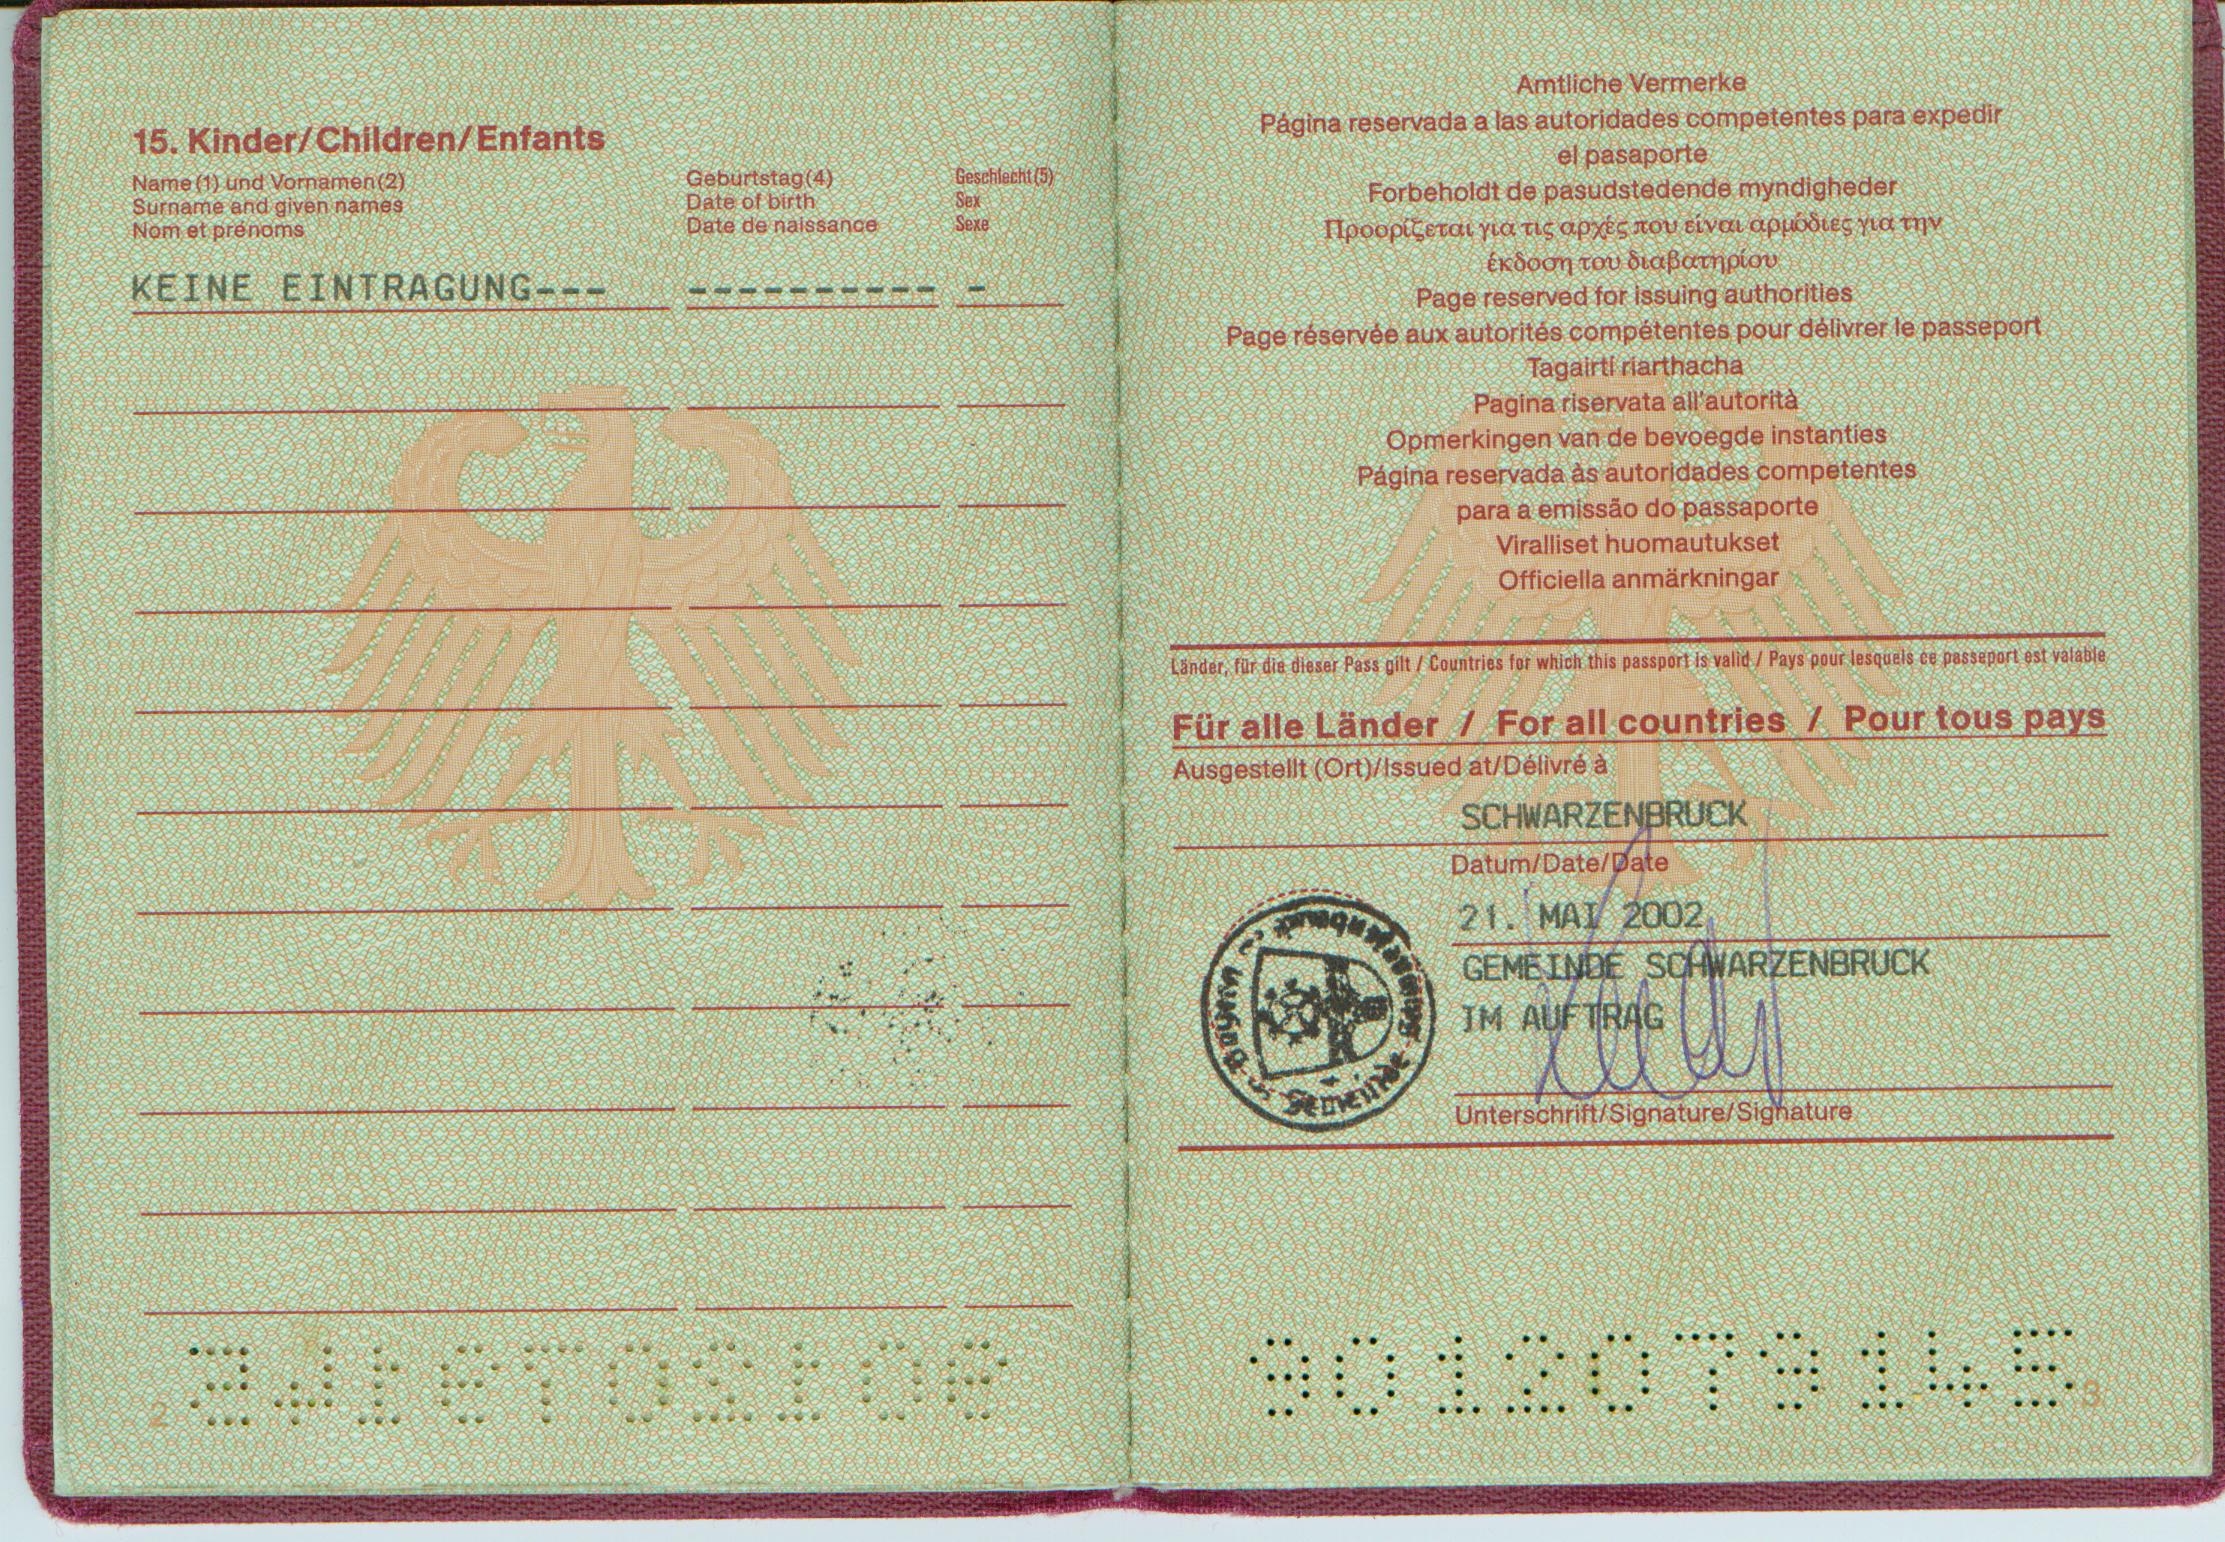 15. Kinder/Children/Enfants
Name(1) und Vornamen(2)
Surname and given names
Nom et prénoms
Geburtstag(4)
Date of birth
Date de naissance
Geschlecht(5)
Sex
Sexe
KEINE EINTRAGUNG--- ---------- -
2
Amtliche Vermerke
Página reservada a las autoridades competentes para expedir
el pasaporte
Forbeholdt de pasudstedende myndigheder
Προορίζεται για τις αρχές που είναι αρμόδιες για την
έκδοση του διαβατηρίου
Page reserved for issuing authorities
Page réservée aux autorités compétentes pour délivrer le passeport
Tagairtí riarthacha
Pagina riservata all'autorità
Opmerkingen van de bevoegde instanties
Página reservada às autoridades competentes
para a emissão do passaporte
Viralliset huomautukset
Officiella anmärkningar
Länder, für die dieser Pass gilt / Countries for which this passport is valid / Pays pour lesquels ce passeport est valable
Für alle Länder / For all countries / Pour tous pays
Ausgestellt (Ort)/Issued at/Délivré à
SCHWARZENBRUCK
Datum/Date/Date
21. MAI 2002
GEMEINDE SCHWARZENBRUCK
IM AUFTRAG
Unterschrift/Signature/Signature
Gemeinde Schwarzenbruck
Bayern
9012079145
3